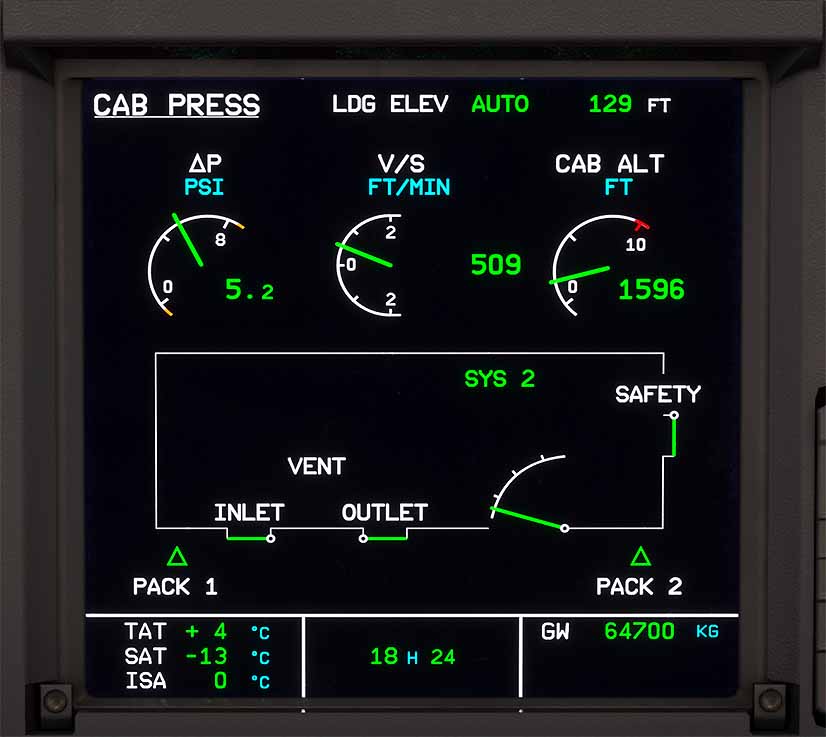 CAB PRESS LDG ELEV AUTO 129 FT
ΔP V/S CAB ALT
PSI FT/MIN FT
8 2 10
0 5.2 0 509 0 1596
2
SYS 2
SAFETY
VENT
INLET OUTLET
PACK 1 PACK 2
TAT + 4 °C GW 64700 KG
SAT -13 °C 18 H 24
ISA 0 °C